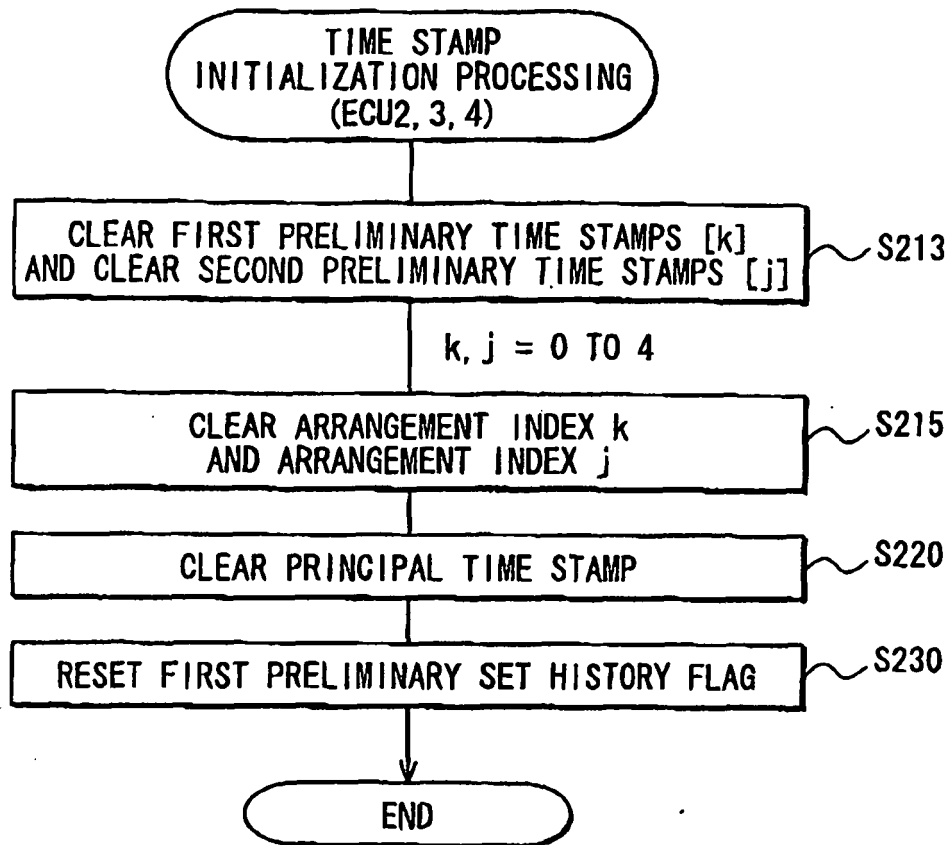 TIME STAMP
INITIALIZATION PROCESSING
(ECU2, 3, 4)
CLEAR FIRST PRELIMINARY TIME STAMPS [k]
AND CLEAR SECOND PRELIMINARY TIME STAMPS [j]
S213
k, j = 0 TO 4
CLEAR ARRANGEMENT INDEX k
AND ARRANGEMENT INDEX j
S215
CLEAR PRINCIPAL TIME STAMP
S220
RESET FIRST PRELIMINARY SET HISTORY FLAG
S230
END